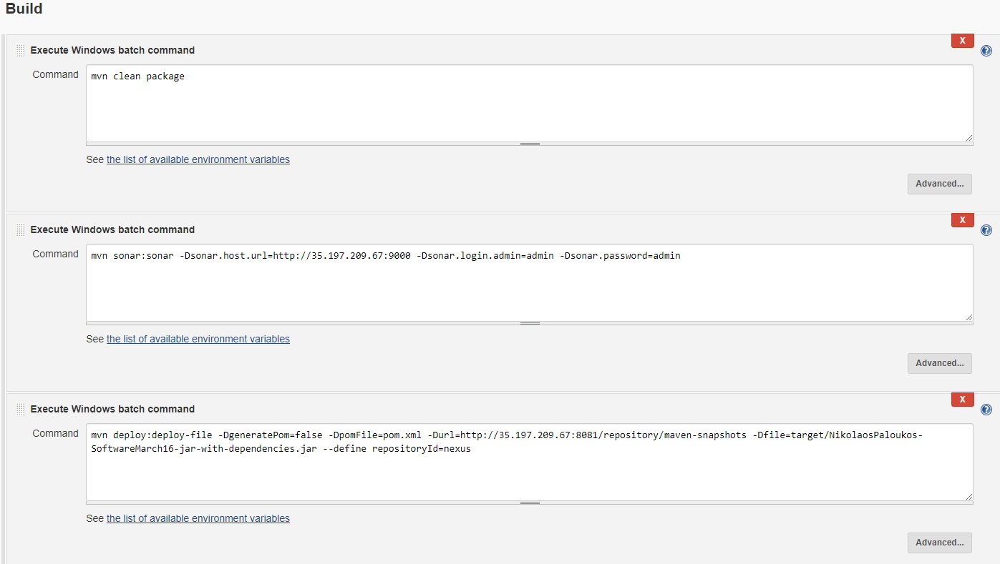 Build
X
Execute Windows batch command
Command
mvn clean package
See the list of available environment variables
Advanced...
X
Execute Windows batch command
Command
mvn sonar:sonar -Dsonar.host.url=http://35.197.209.67:9000 -Dsonar.login.admin=admin -Dsonar.password=admin
See the list of available environment variables
Advanced...
X
Execute Windows batch command
Command
mvn deploy:deploy-file -DgeneratePom=false -DpomFile=pom.xml -Durl=http://35.197.209.67:8081/repository/maven-snapshots -Dfile=target/NikolaosPaloukos-
SoftwareMarch16-jar-with-dependencies.jar --define repositoryId=nexus
See the list of available environment variables
Advanced...